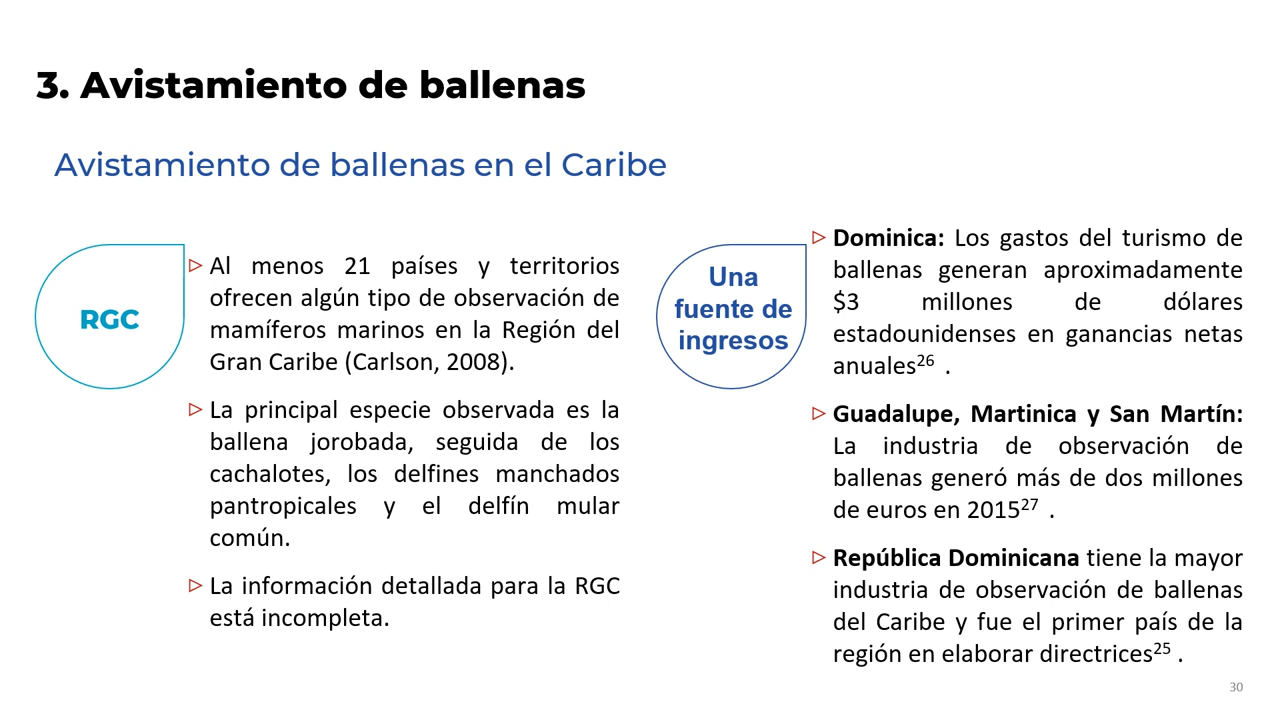 3. Avistamiento de ballenas
Avistamiento de ballenas en el Caribe
RGC
▷ Al menos 21 países y territorios
ofrecen algún tipo de observación de
mamíferos marinos en la Región del
Gran Caribe (Carlson, 2008).
▷ La principal especie observada es la
ballena jorobada, seguida de los
cachalotes, los delfines manchados
pantropicales y el delfín mular
común.
▷ La información detallada para la RGC
está incompleta.
Una
fuente de
ingresos
▷ Dominica: Los gastos del turismo de
ballenas generan aproximadamente
$3 millones de dólares
estadounidenses en ganancias netas
anuales²⁶ .
▷ Guadalupe, Martinica y San Martín:
La industria de observación de
ballenas generó más de dos millones
de euros en 2015²⁷ .
▷ República Dominicana tiene la mayor
industria de observación de ballenas
del Caribe y fue el primer país de la
región en elaborar directrices²⁵ .
30